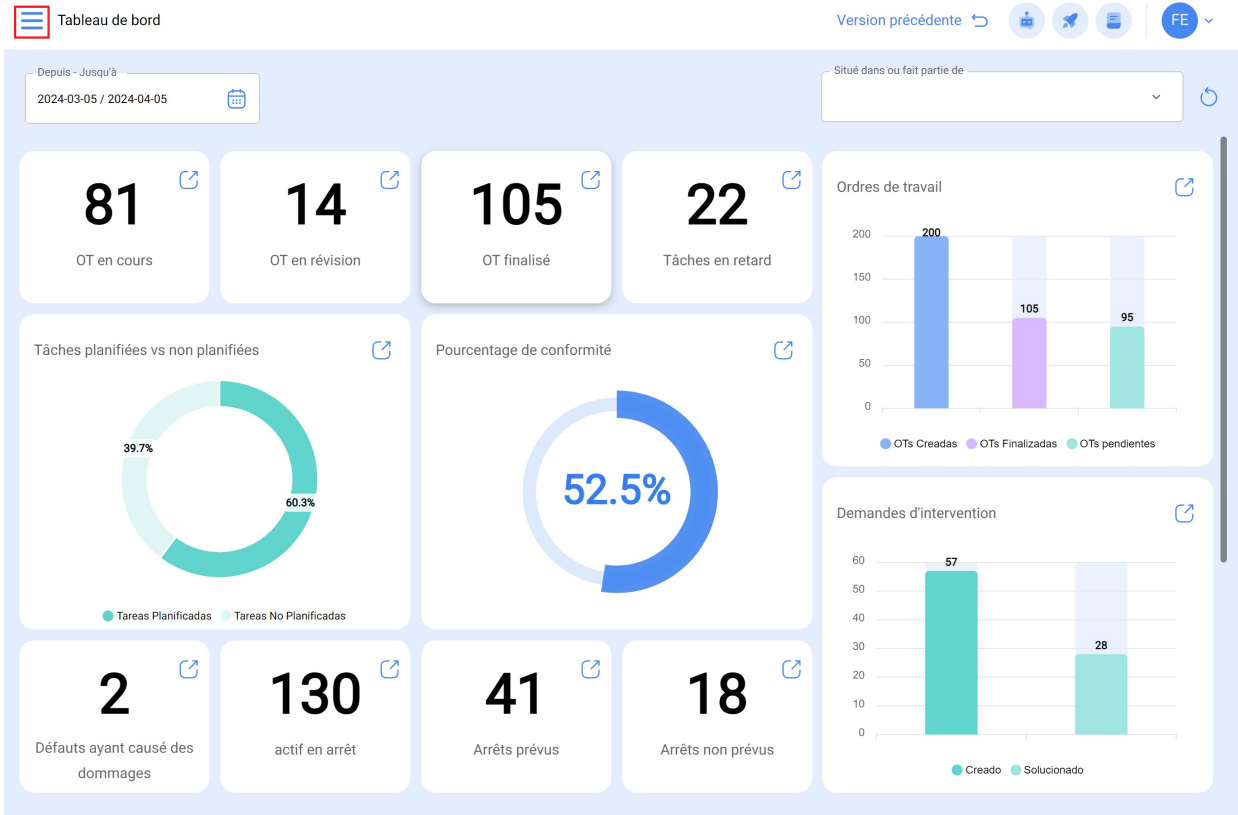 Tableau de bord
Version précédente
FE
Depuis - Jusqu'à
2024-03-05 / 2024-04-05
Situé dans ou fait partie de
81
OT en cours
14
OT en révision
105
OT finalisé
22
Tâches en retard
Ordres de travail
200
150
100
50
0
200
105
95
OTs Creadas
OTs Finalizadas
OTs pendientes
Tâches planifiées vs non planifiées
39.7%
60.3%
Tareas Planificadas
Tareas No Planificadas
Pourcentage de conformité
52.5%
Demandes d'intervention
60
50
40
30
20
10
0
57
28
Creado
Solucionado
2
Défauts ayant causé des
dommages
130
actif en arrêt
41
Arrêts prévus
18
Arrêts non prévus